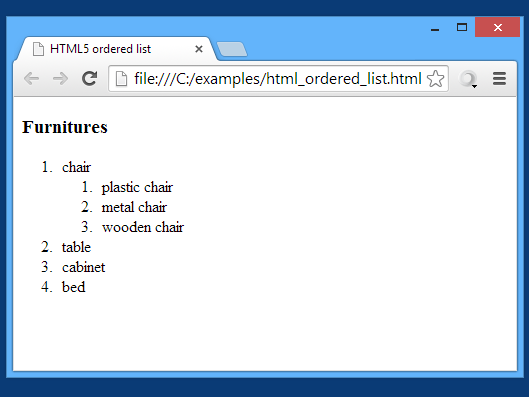 HTML5 ordered list
file:///C:/examples/html_ordered_list.html
Furnitures
1. chair
1. plastic chair
2. metal chair
3. wooden chair
2. table
3. cabinet
4. bed